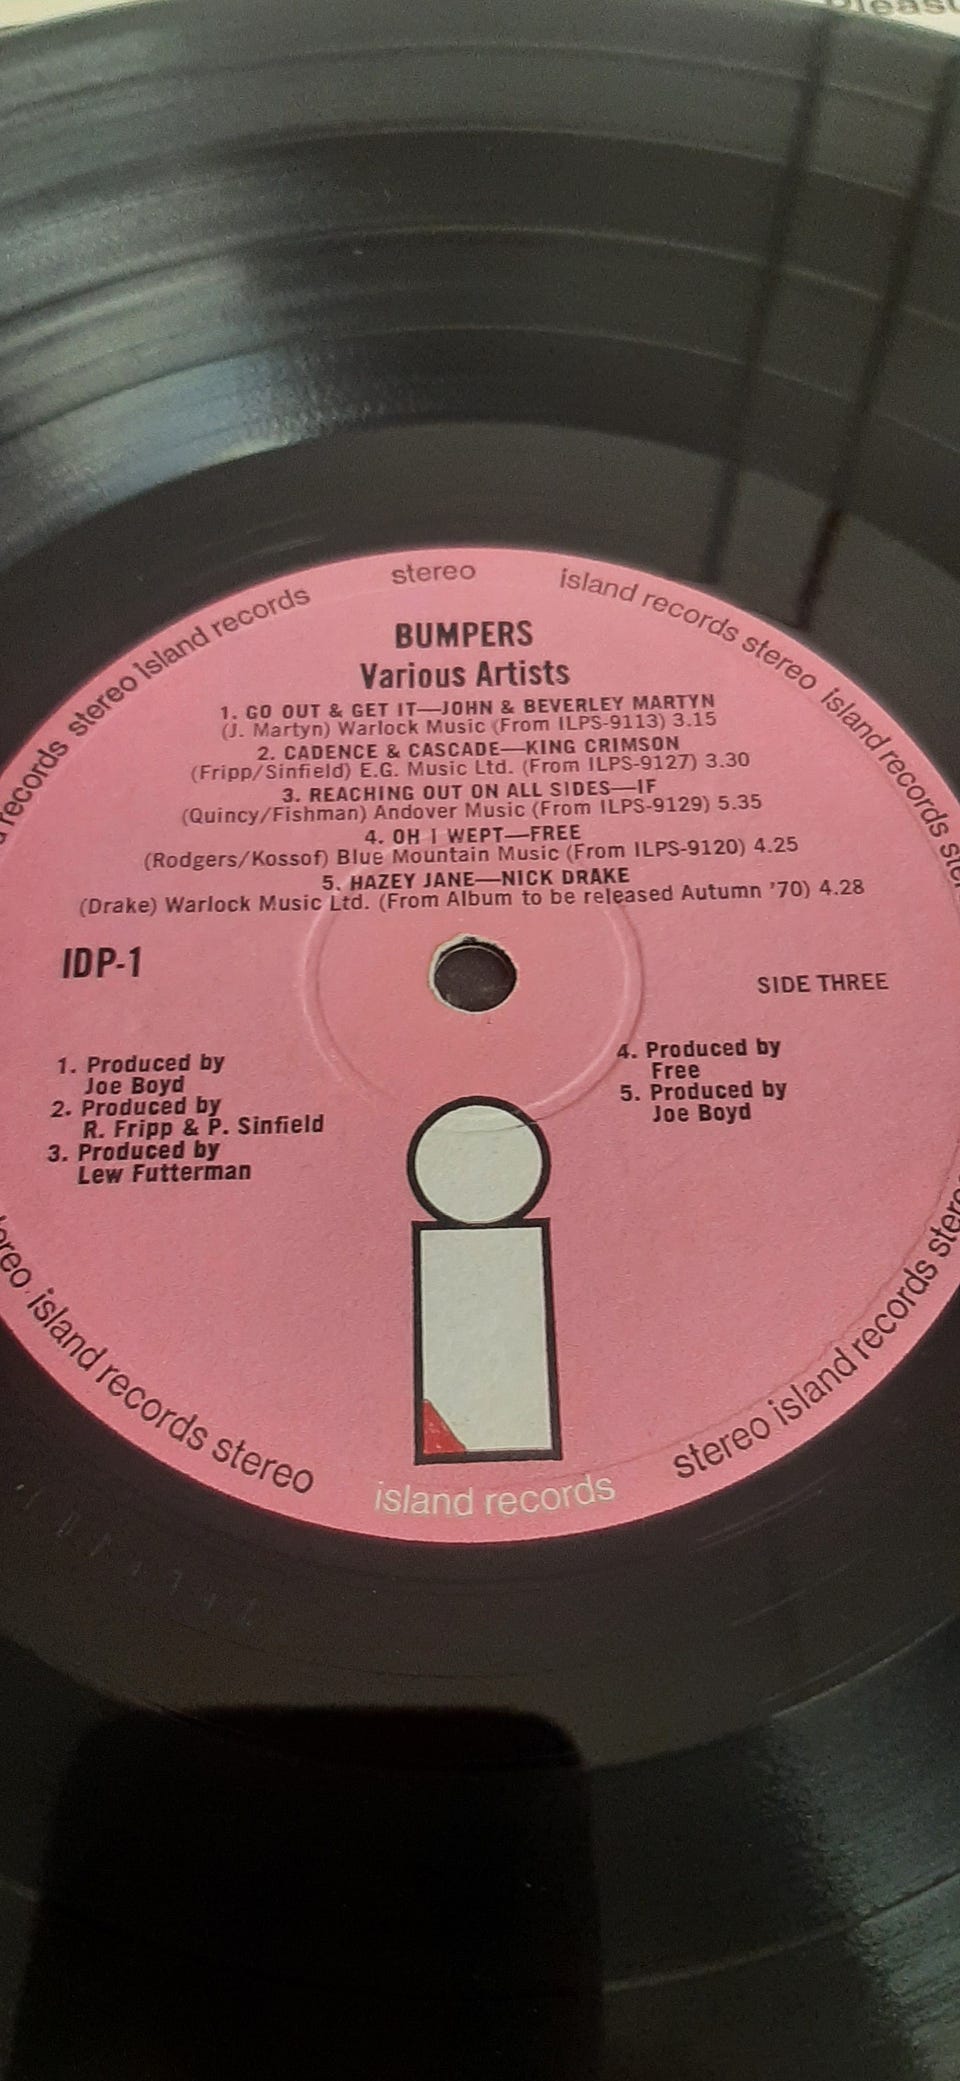 Pleas
stereo
island records stereo island records ste
records stereo island records
BUMPERS
Various Artists
1. GO OUT & GET IT—JOHN & BEVERLEY MARTYN
(J. Martyn) Warlock Music (From ILPS-9113) 3.15
2. CADENCE & CASCADE—KING CRIMSON
(Fripp/Sinfield) E.G. Music Ltd. (From ILPS-9127) 3.30
3. REACHING OUT ON ALL SIDES—IF
(Quincy/Fishman) Andover Music (From ILPS-9129) 5.35
4. OH I WEPT—FREE
(Rodgers/Kossof) Blue Mountain Music (From ILPS-9120) 4.25
5. HAZEY JANE—NICK DRAKE
(Drake) Warlock Music Ltd. (From Album to be released Autumn '70) 4.28
IDP-1
SIDE THREE
1. Produced by
Joe Boyd
2. Produced by
R. Fripp & P. Sinfield
3. Produced by
Lew Futterman
4. Produced by
Free
5. Produced by
Joe Boyd
i
tereo island records stereo
island records
stereo island records stereo